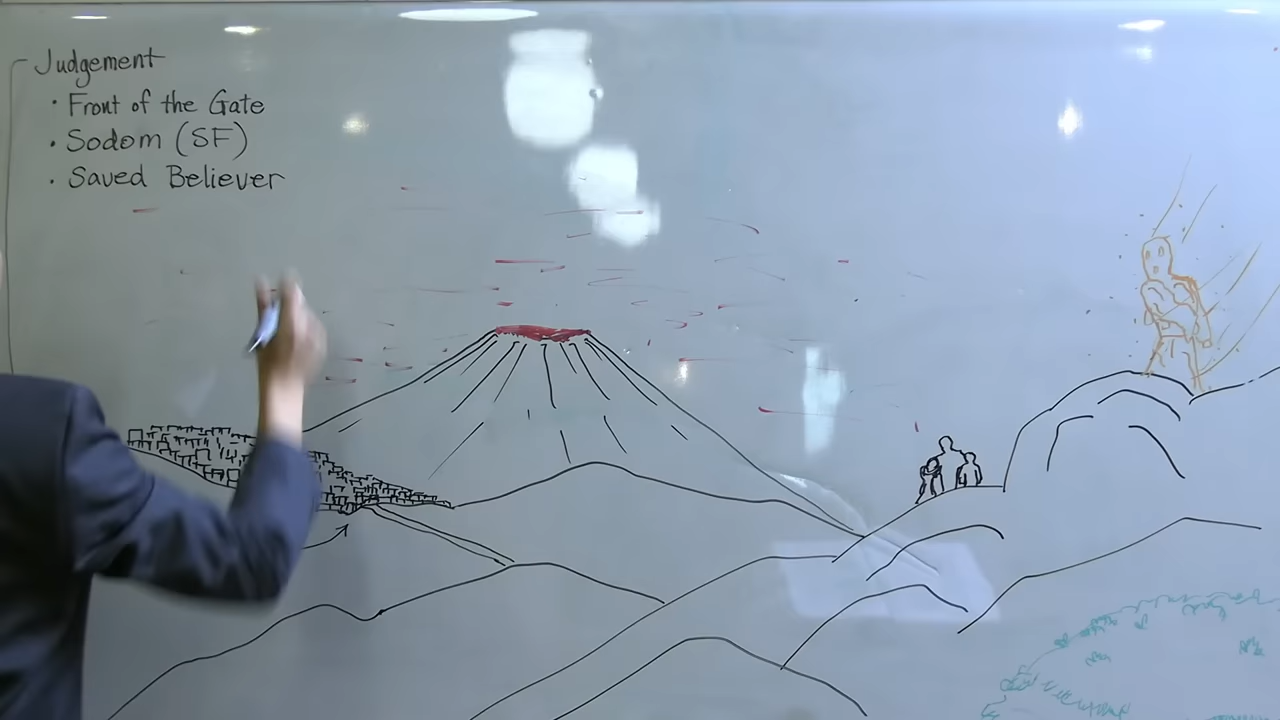 Judgement
• Front of the Gate
• Sodom (SF)
• Saved Believer